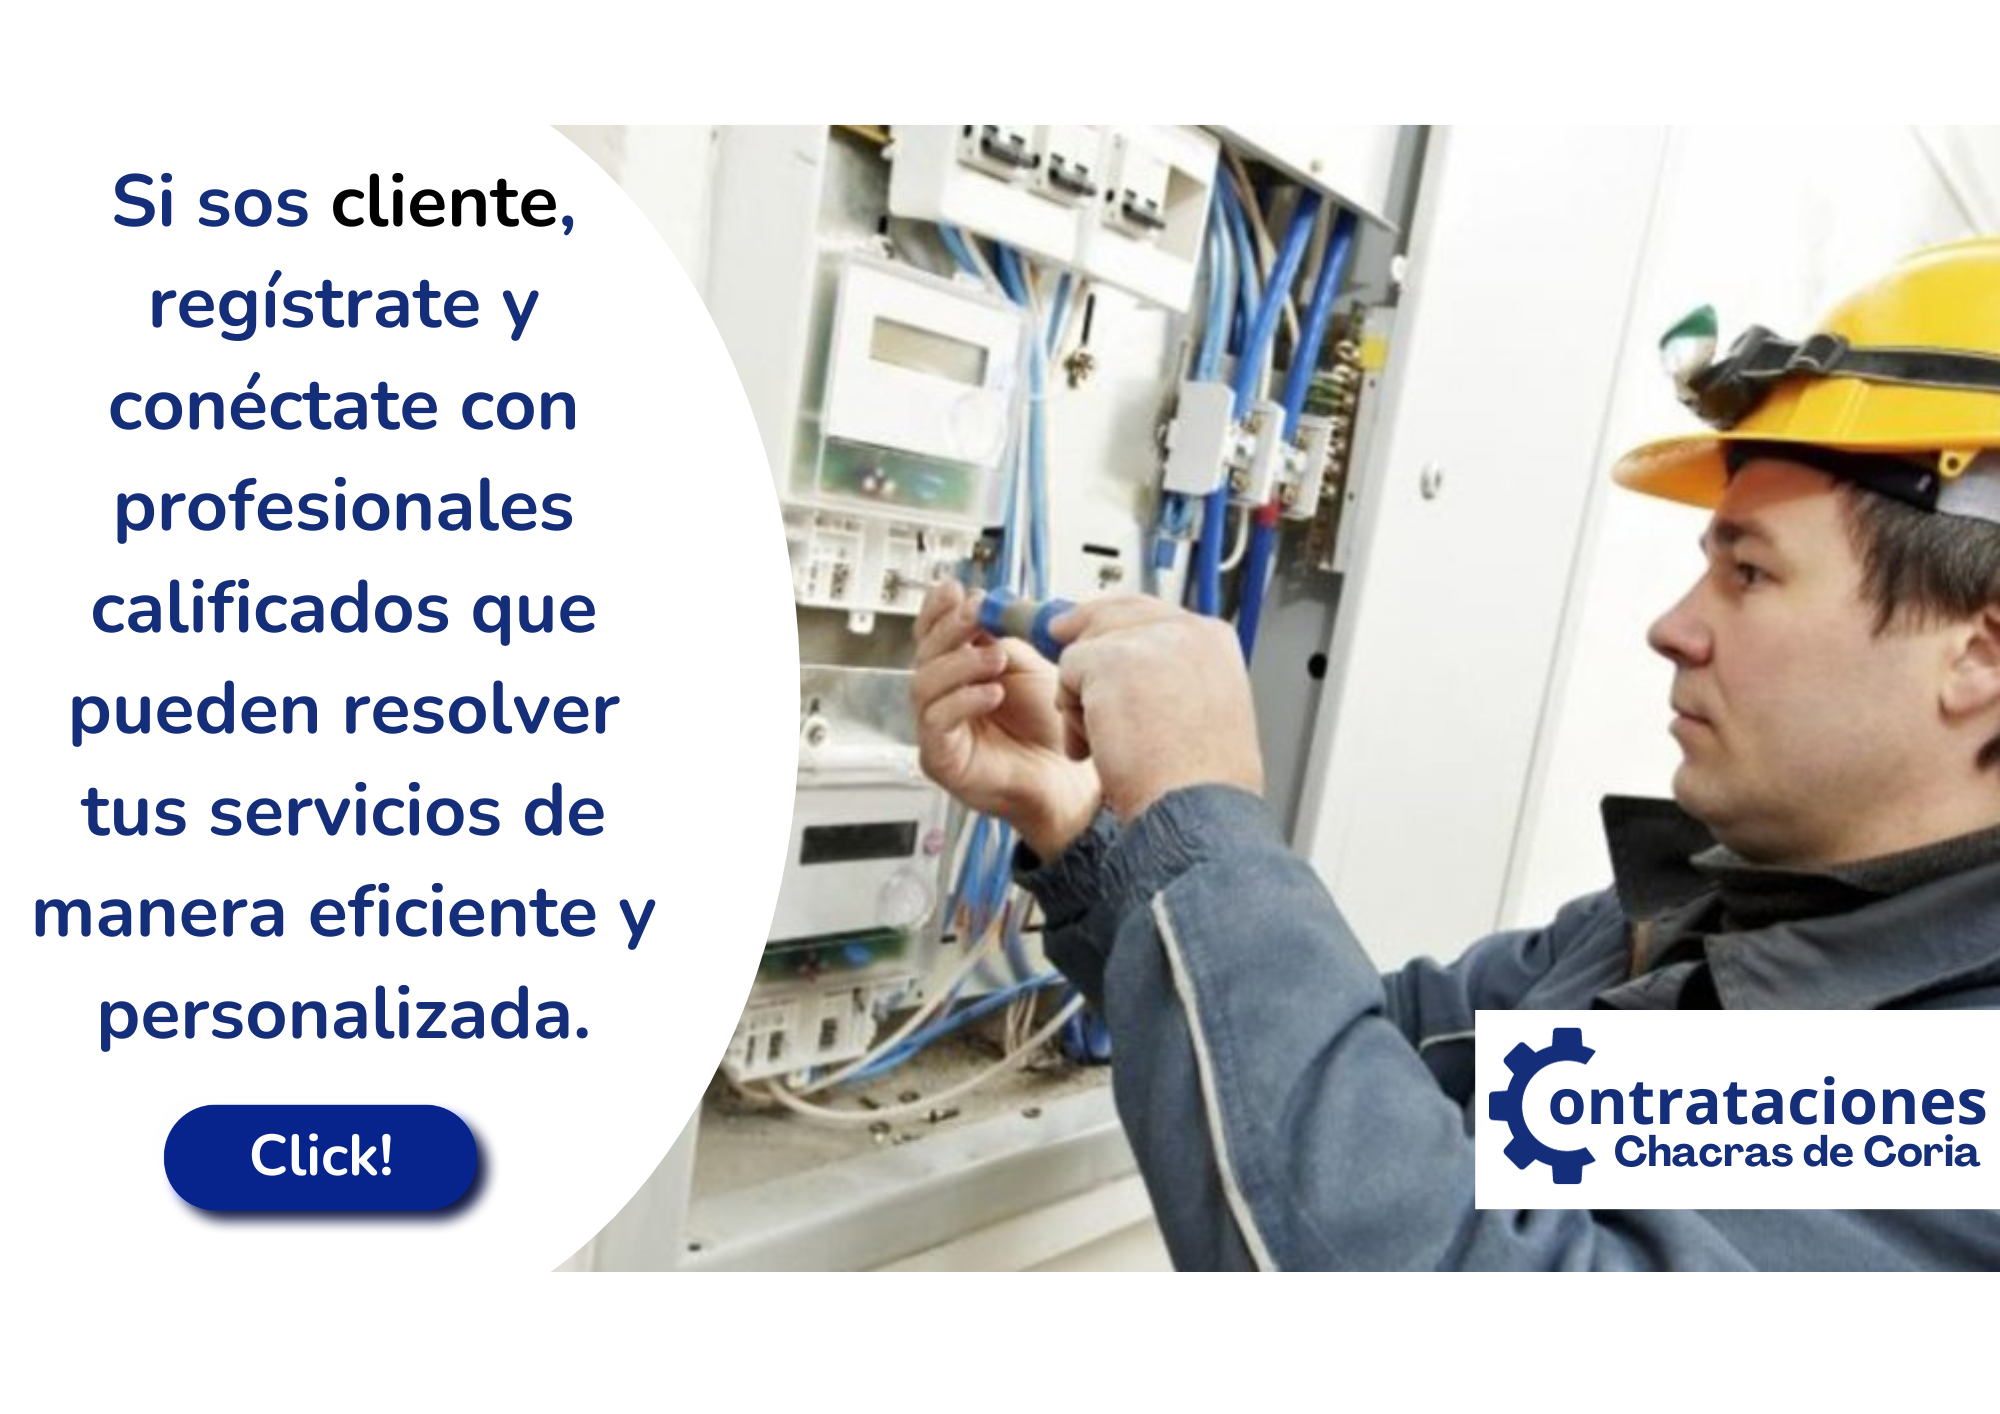 Si sos cliente,
regístrate y
conéctate con
profesionales
calificados que
pueden resolver
tus servicios de
manera eficiente y
personalizada.
Click!
Contrataciones
Chacras de Coria